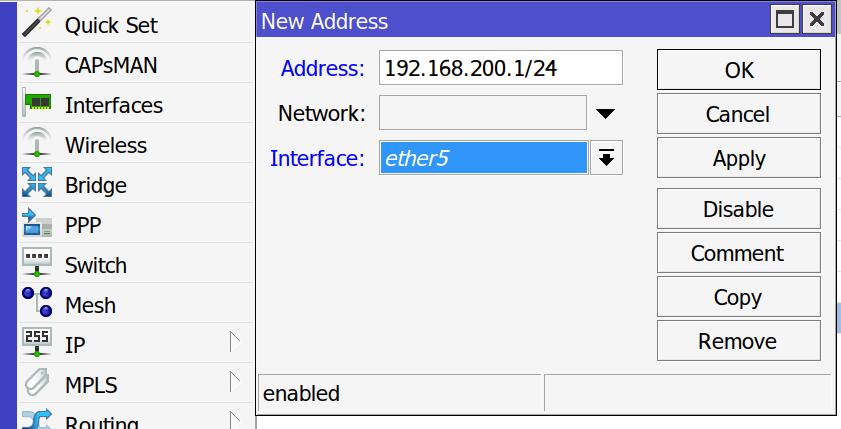 Quick Set
CAPsMAN
Interfaces
Wireless
Bridge
PPP
Switch
Mesh
255
IP
MPLS
Routing
New Address
Address: 192.168.200.1/24
Network:
Interface: ether5
OK
Cancel
Apply
Disable
Comment
Copy
Remove
enabled